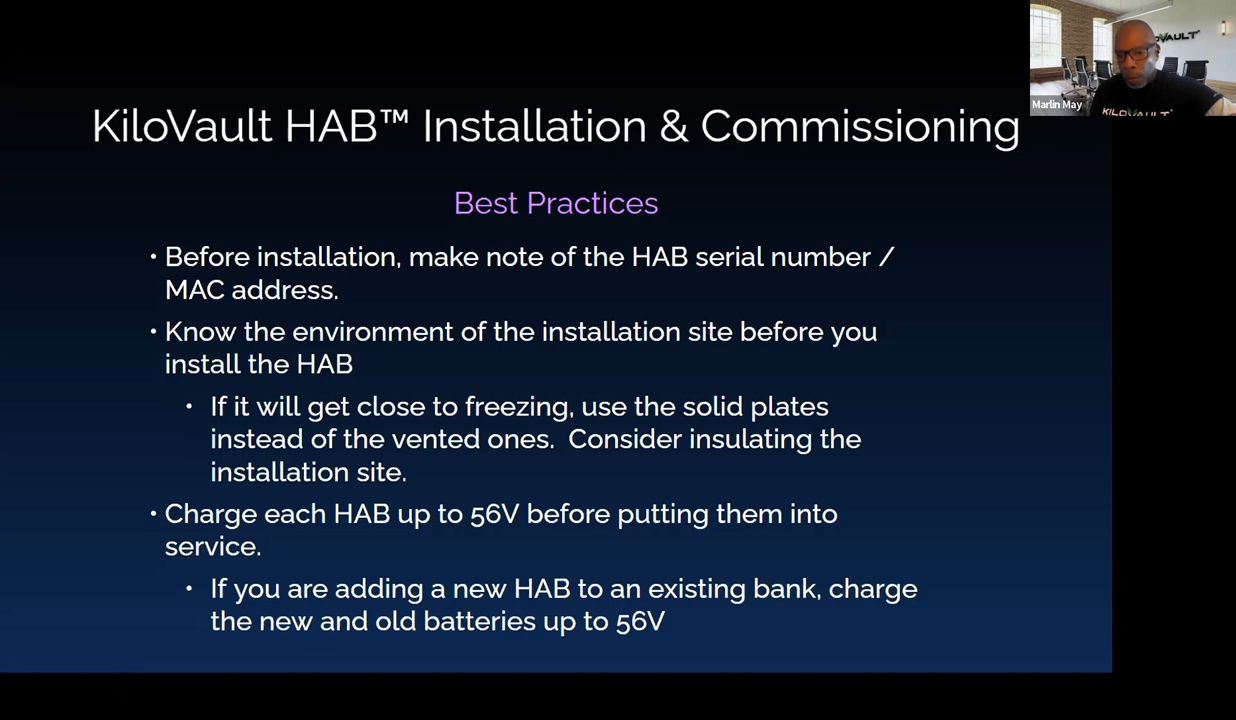 KiloVault HAB™ Installation & Commissioning
Best Practices
• Before installation, make note of the HAB serial number /
MAC address.
• Know the environment of the installation site before you
install the HAB
• If it will get close to freezing, use the solid plates
instead of the vented ones.  Consider insulating the
installation site.
• Charge each HAB up to 56V before putting them into
service.
• If you are adding a new HAB to an existing bank, charge
the new and old batteries up to 56V
Marlin May
KILOVAULT